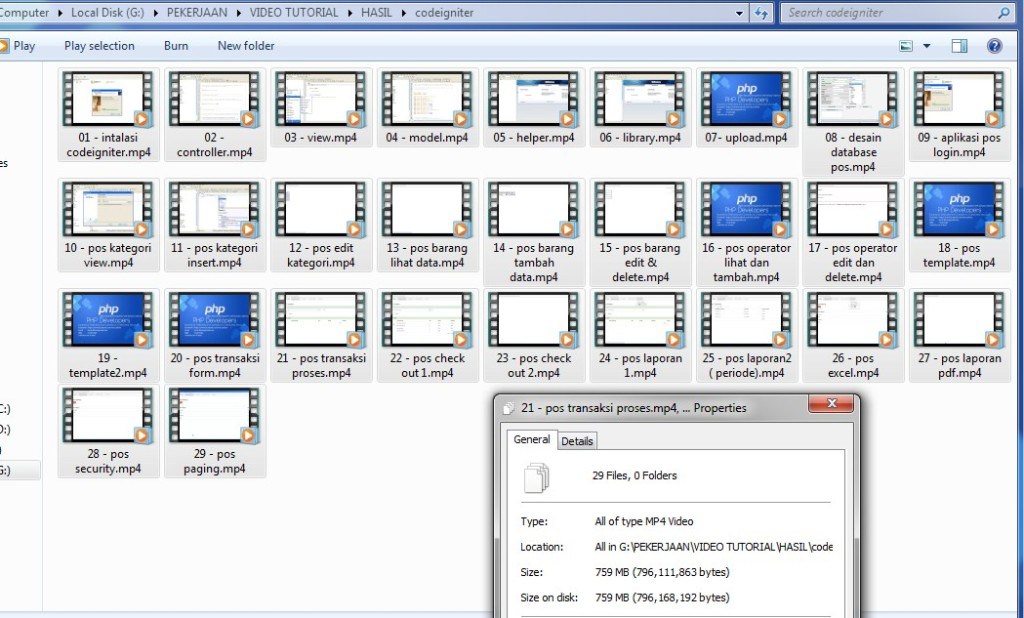 Computer ▸ Local Disk (G:) ▸ PEKERJAAN ▸ VIDEO TUTORIAL ▸ HASIL ▸ codeigniter
Search codeigniter
Play Play selection Burn New folder
01 - intalasi codeigniter.mp4
02 - controller.mp4
03 - view.mp4
04 - model.mp4
05 - helper.mp4
06 - library.mp4
php
PHP Developers
07- upload.mp4
08 - desain database pos.mp4
09 - aplikasi pos login.mp4
10 - pos kategori view.mp4
11 - pos kategori insert.mp4
12 - pos edit kategori.mp4
13 - pos barang lihat data.mp4
14 - pos barang tambah data.mp4
15 - pos barang edit & delete.mp4
php
PHP Developers
16 - pos operator lihat dan tambah.mp4
17 - pos operator edit dan delete.mp4
php
PHP Developers
18 - pos template.mp4
php
PHP Developers
19 - template2.mp4
php
PHP Developers
20 - pos transaksi form.mp4
21 - pos transaksi proses.mp4
22 - pos check out 1.mp4
23 - pos check out 2.mp4
24 - pos laporan 1.mp4
25 - pos laporan2 ( periode).mp4
26 - pos excel.mp4
27 - pos laporan pdf.mp4
28 - pos security.mp4
29 - pos paging.mp4
es
C:)
D:)
)
G:)
21 - pos transaksi proses.mp4, ... Properties
General Details
29 Files, 0 Folders
Type: All of type MP4 Video
Location: All in G:\PEKERJAAN\VIDEO TUTORIAL\HASIL\code
Size: 759 MB (796,111,863 bytes)
Size on disk: 759 MB (796,168,192 bytes)